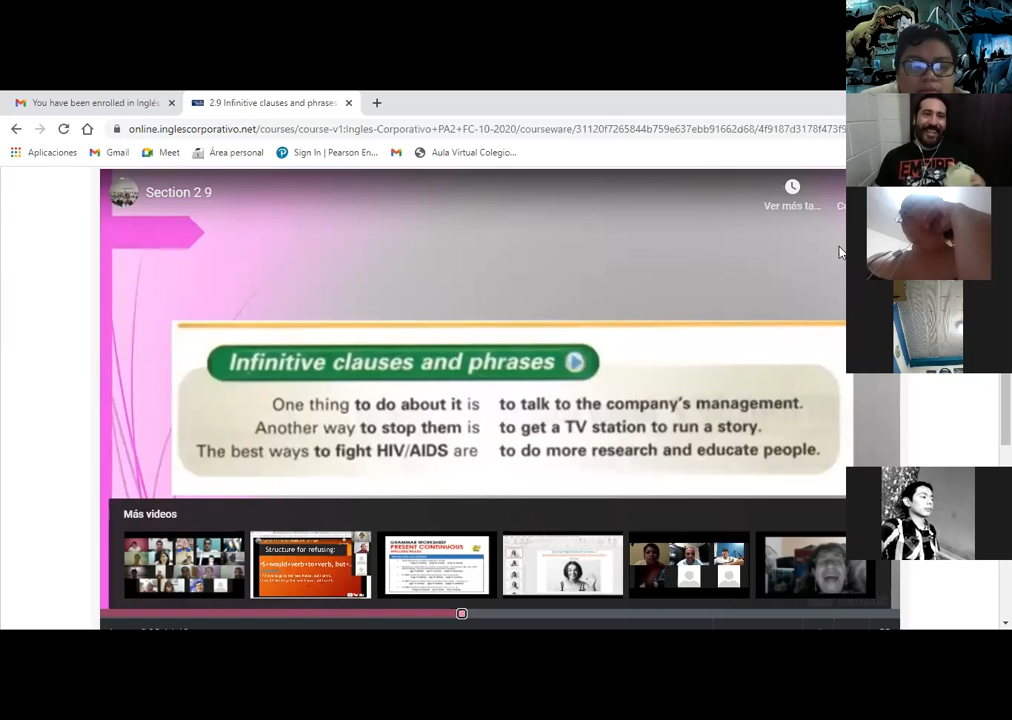 You have been enrolled in Inglés
2.9 Infinitive clauses and phrases
online.inglescorporativo.net/courses/course-v1:Ingles-Corporativo+PA2+FC-10-2020/courseware/31120f7265844b759e637ebb91662d68/4f9187d3178f473f9
Aplicaciones Gmail Meet Área personal Sign In | Pearson En... Aula Virtual Colegio...
Section 2 9
Ver más ta...
Infinitive clauses and phrases
One thing to do about it is to talk to the company's management.
Another way to stop them is to get a TV station to run a story.
The best ways to fight HIV/AIDS are to do more research and educate people.
Más videos
Structure for refusing:
GRAMMAR WORKSHEET
PRESENT CONTINUOUS
EMPIRE